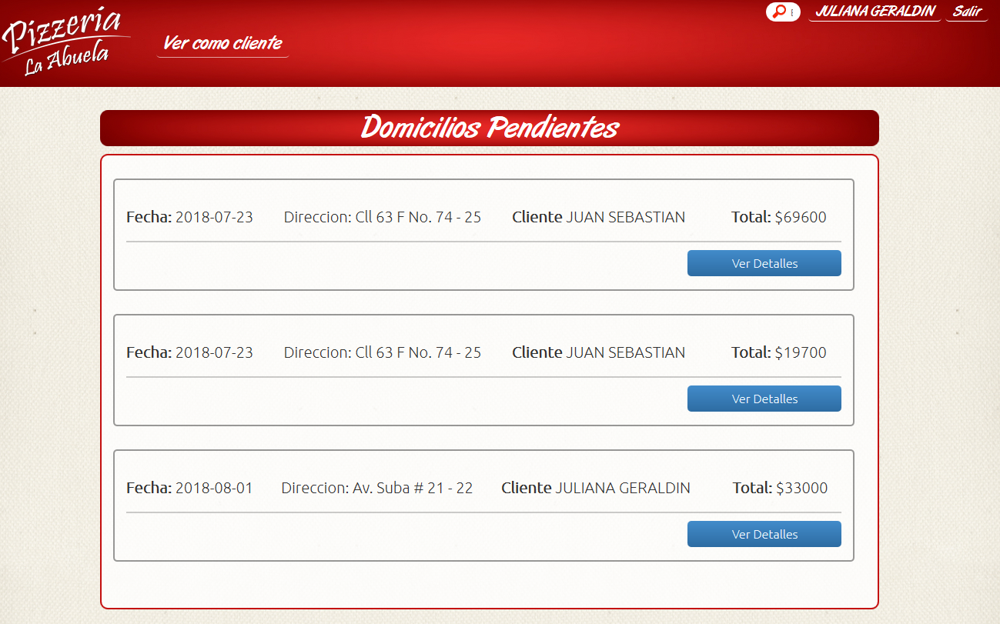 Pizzería
La Abuela
Ver como cliente
JULIANA GERALDIN
Salir
Domicilios Pendientes
Fecha: 2018-07-23 Direccion: Cll 63 F No. 74 - 25 Cliente JUAN SEBASTIAN Total: $69600
Ver Detalles
Fecha: 2018-07-23 Direccion: Cll 63 F No. 74 - 25 Cliente JUAN SEBASTIAN Total: $19700
Ver Detalles
Fecha: 2018-08-01 Direccion: Av. Suba # 21 - 22 Cliente JULIANA GERALDIN Total: $33000
Ver Detalles